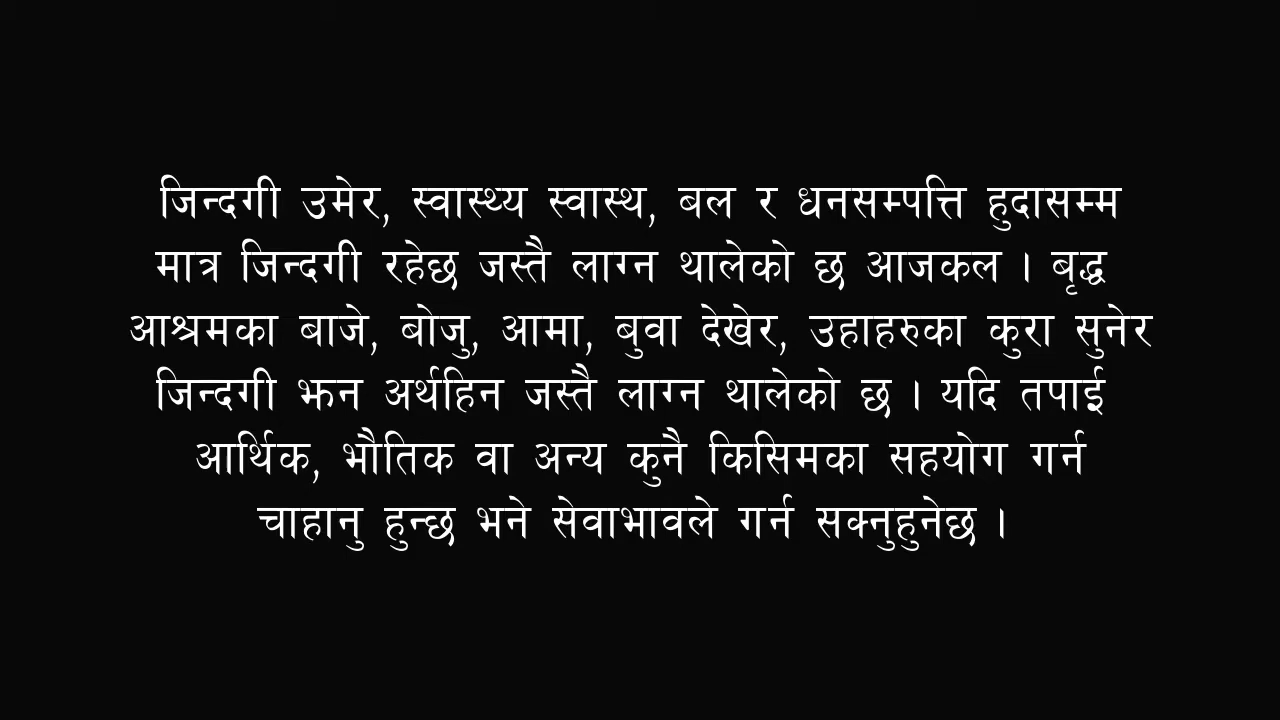 जिन्दगी उमेर, स्वास्थ्य स्वास्थ, बल र धनसम्पत्ति हुदासम्म
मात्र जिन्दगी रहेछ जस्तै लाग्न थालेको छ आजकल । बृद्ध
आश्रमका बाजे, बोजु, आमा, बुवा देखेर, उहाहरुका कुरा सुनेर
जिन्दगी झन अर्थहिन जस्तै लाग्न थालेको छ । यदि तपाई
आर्थिक, भौतिक वा अन्य कुनै किसिमका सहयोग गर्न
चाहानु हुन्छ भने सेवाभावले गर्न सक्नुहुनेछ ।